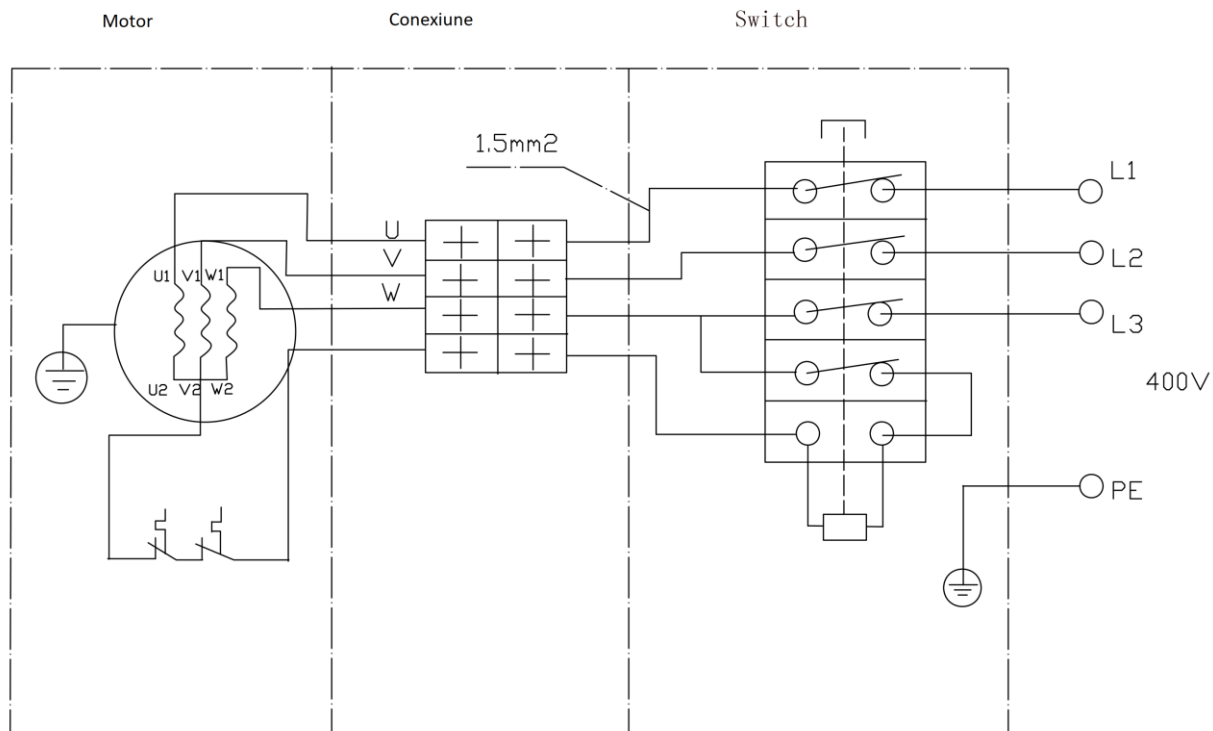 Motor
Conexiune
Switch
1.5mm2
L1
U
V
L2
W
U1 V1 W1
L3
U2 V2 W2
400V
PE